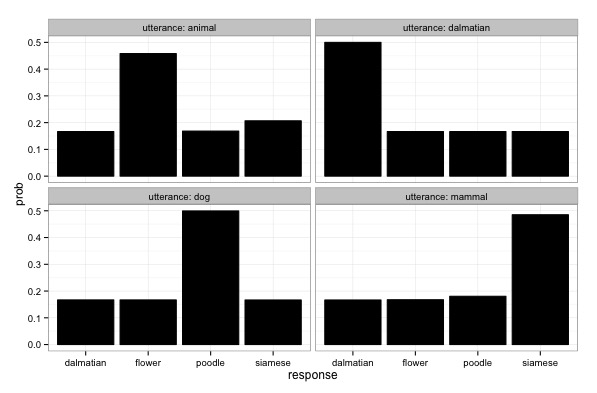 utterance: animal
utterance: dalmatian
0.5
0.4
0.3
0.2
0.1
0.0
utterance: dog
utterance: mammal
0.5
0.4
0.3
0.2
0.1
0.0
prob
dalmatian flower poodle siamese dalmatian flower poodle siamese
response